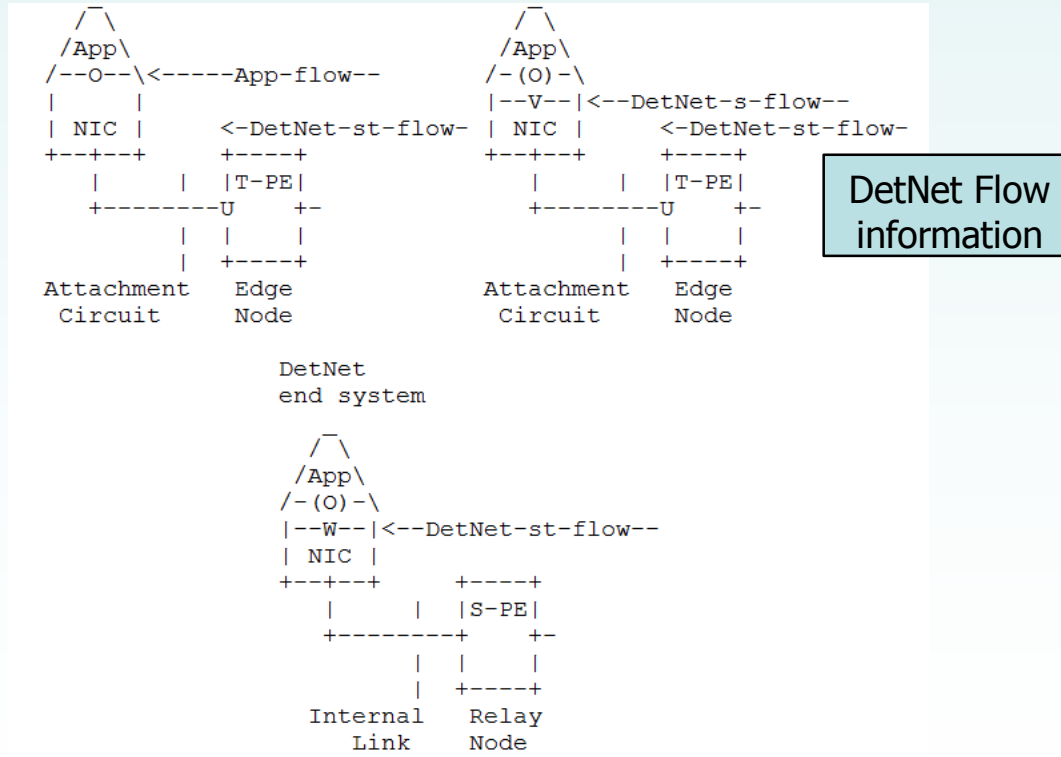 _                                _
  / \                              / \
 /App\                            /App\
/--O--\<-----App-flow--          /-(O)-\
|     |                          |--V--|<--DetNet-s-flow--
| NIC |      <-DetNet-st-flow-   | NIC |      <-DetNet-st-flow-
+--+--+      +----+              +--+--+      +----+
   |      |  |T-PE|                 |      |  |T-PE|
   +---------U    +-                +---------U    +-
          |  |    |                        |  |    |
          |  +----+                        |  +----+
Attachment    Edge               Attachment    Edge
 Circuit      Node                Circuit      Node
DetNet Flow
information
DetNet
end system
   _
  / \
 /App\
/-(O)-\
|--W--|<--DetNet-st-flow--
| NIC |
+--+--+      +----+
   |      |  |S-PE|
   +---------+    +-
          |  |    |
          |  +----+
  Internal    Relay
    Link      Node